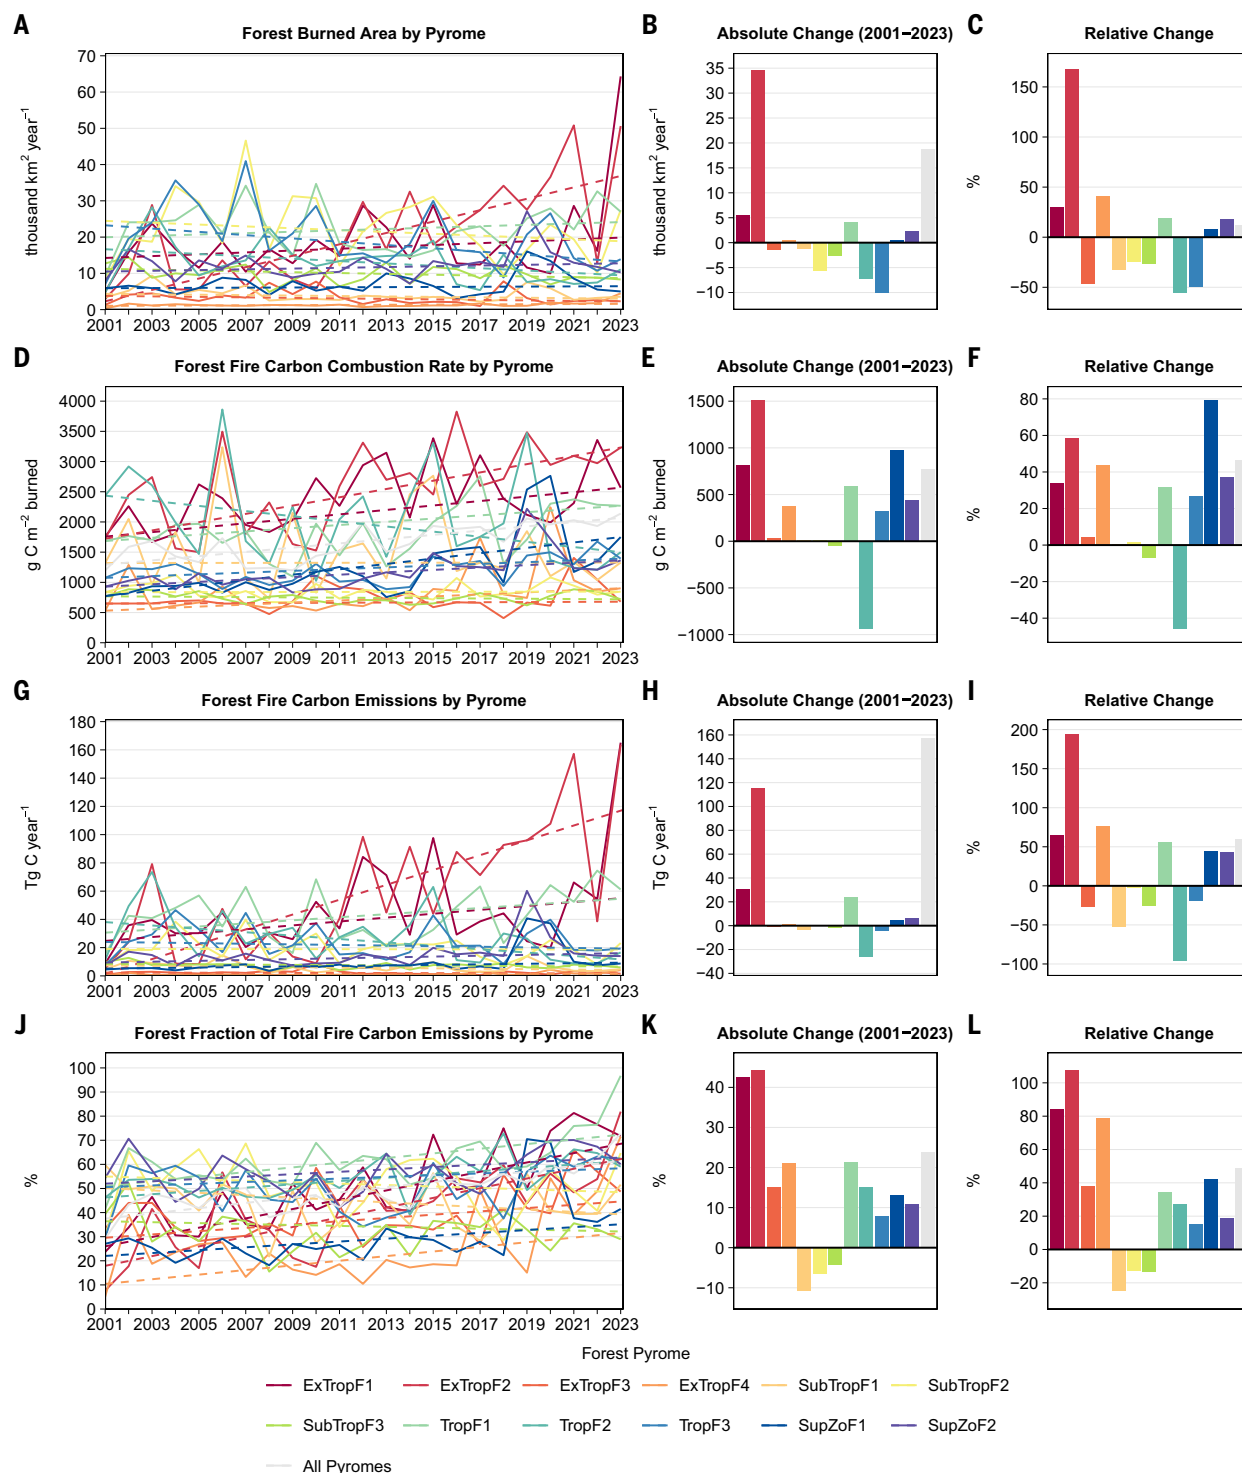 A
Forest Burned Area by Pyrome
thousand km² year⁻¹
70
60
50
40
30
20
10
0
2001 2003 2005 2007 2009 2011 2013 2015 2017 2019 2021 2023
B
Absolute Change (2001−2023)
thousand km² year⁻¹
35
30
25
20
15
10
5
0
−5
−10
C
Relative Change
%
150
100
50
0
−50
D
Forest Fire Carbon Combustion Rate by Pyrome
g C m⁻² burned
4000
3500
3000
2500
2000
1500
1000
500
0
2001 2003 2005 2007 2009 2011 2013 2015 2017 2019 2021 2023
E
Absolute Change (2001−2023)
g C m⁻² burned
1500
1000
500
0
−500
−1000
F
Relative Change
%
80
60
40
20
0
−20
−40
G
Forest Fire Carbon Emissions by Pyrome
Tg C year⁻¹
180
160
140
120
100
80
60
40
20
0
2001 2003 2005 2007 2009 2011 2013 2015 2017 2019 2021 2023
H
Absolute Change (2001−2023)
Tg C year⁻¹
160
140
120
100
80
60
40
20
0
−20
−40
I
Relative Change
%
200
150
100
50
0
−50
−100
J
Forest Fraction of Total Fire Carbon Emissions by Pyrome
%
100
90
80
70
60
50
40
30
20
10
0
2001 2003 2005 2007 2009 2011 2013 2015 2017 2019 2021 2023
K
Absolute Change (2001−2023)
%
40
30
20
10
0
−10
L
Relative Change
%
100
80
60
40
20
0
−20
Forest Pyrome
ExTropF1 ExTropF2 ExTropF3 ExTropF4 SubTropF1 SubTropF2
SubTropF3 TropF1 TropF2 TropF3 SupZoF1 SupZoF2
All Pyromes